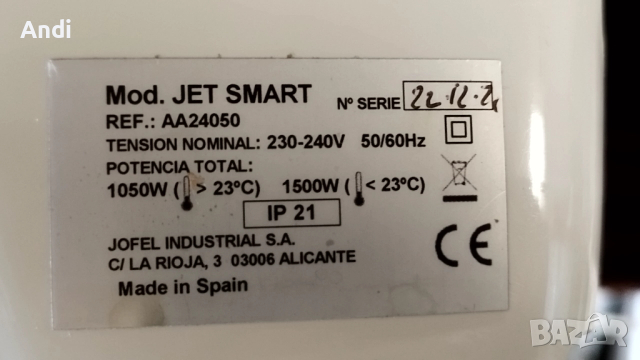 Andi
Mod. JET SMART Nº SERIE
REF.: AA24050
TENSION NOMINAL: 230-240V 50/60Hz
POTENCIA TOTAL:
1050W ( > 23ºC) 1500W ( < 23ºC)
IP 21
JOFEL INDUSTRIAL S.A.
C/ LA RIOJA, 3 03006 ALICANTE
Made in Spain
CE
BAZAR